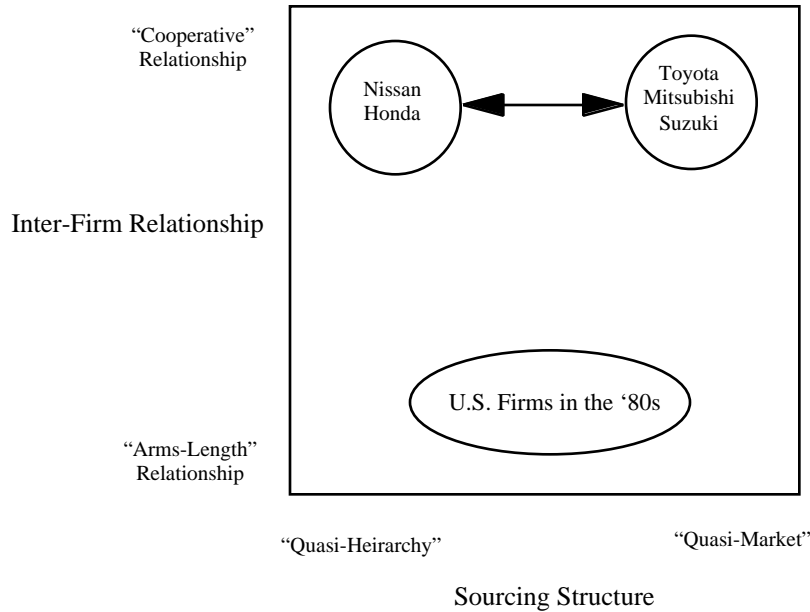 “Cooperative”
Relationship
Nissan
Honda
Toyota
Mitsubishi
Suzuki
Inter-Firm Relationship
U.S. Firms in the ‘80s
“Arms-Length”
Relationship
“Quasi-Heirarchy”
“Quasi-Market”
Sourcing Structure